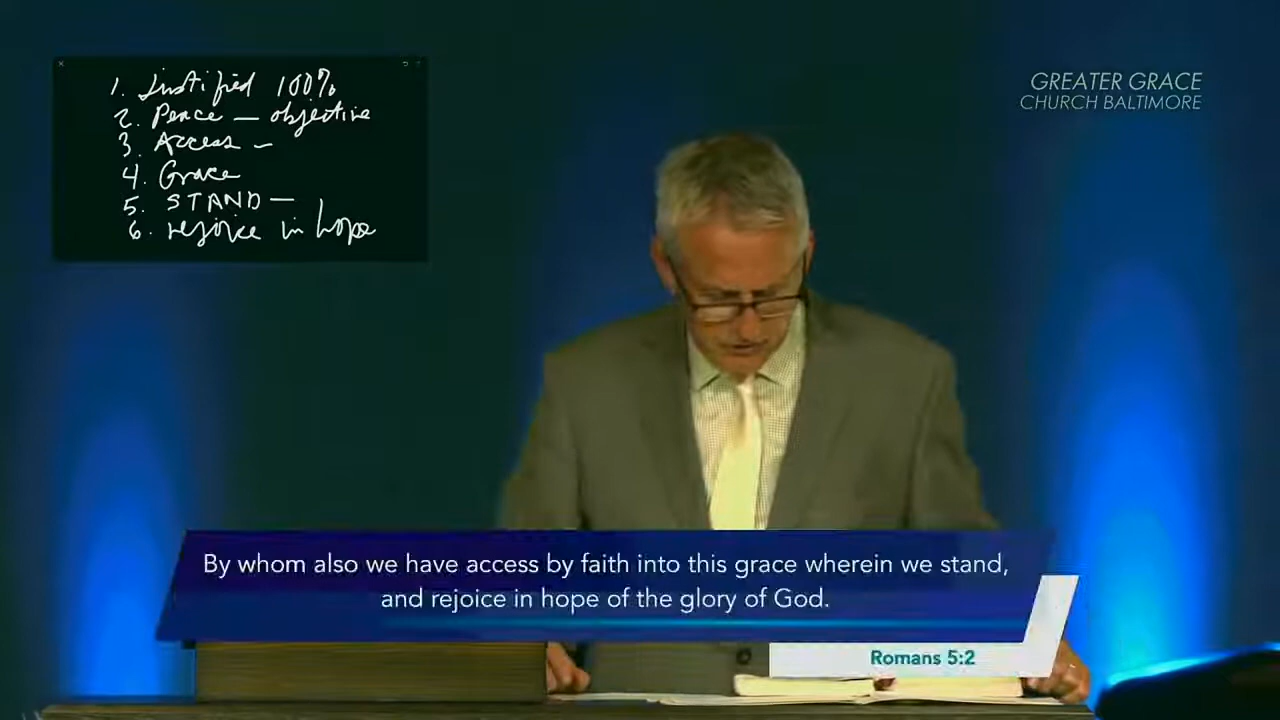 1. Justified 100%
2. Peace — objective
3. Access –
4. Grace
5. STAND —
6. rejoice in hope
GREATER GRACE
CHURCH BALTIMORE
By whom also we have access by faith into this grace wherein we stand,
and rejoice in hope of the glory of God.
Romans 5:2